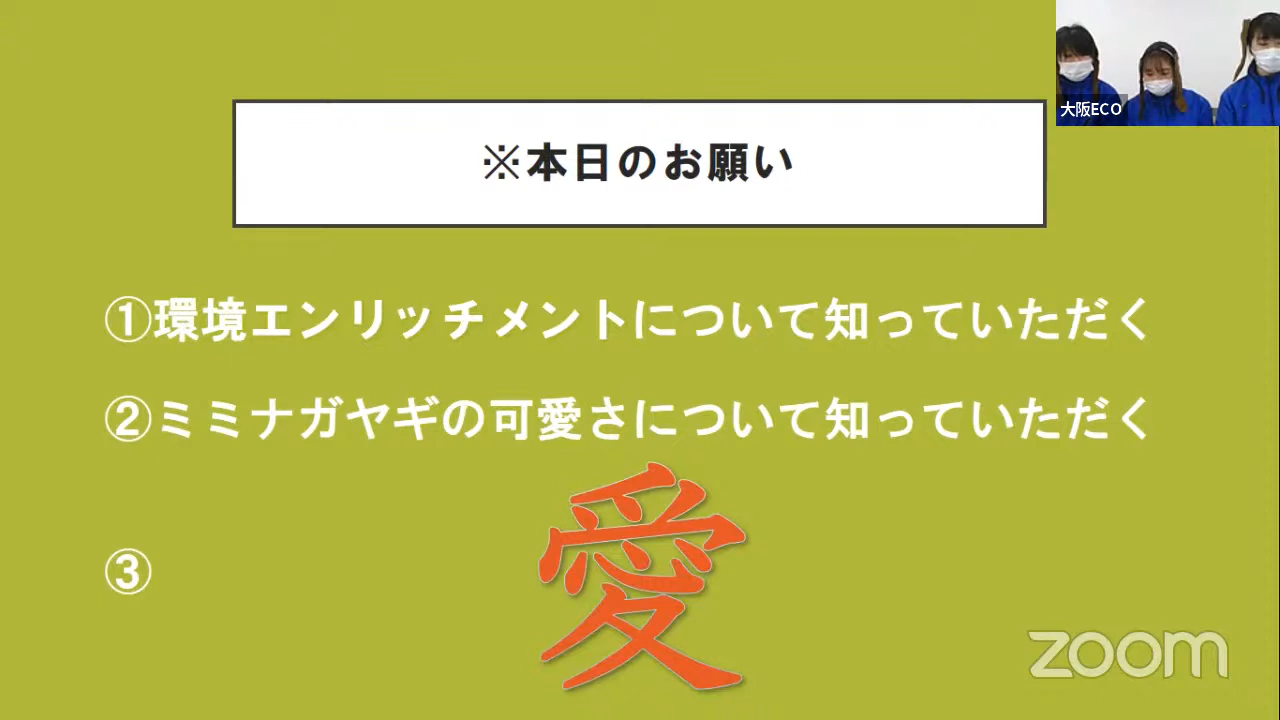 大阪ECO
※本日のお願い
①環境エンリッチメントについて知っていただく
②ミミナガヤギの可愛さについて知っていただく
③
愛
zoom